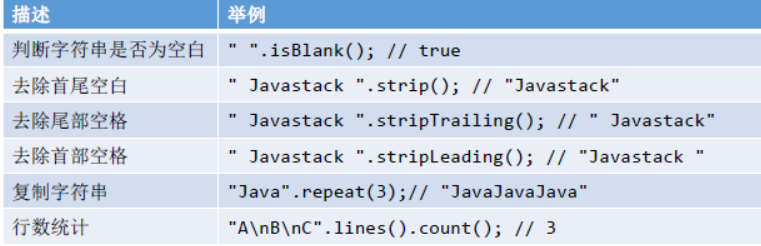 描述 举例
判断字符串是否为空白 " ".isBlank(); // true
去除首尾空白 " Javastack ".strip(); // "Javastack"
去除尾部空格 " Javastack ".stripTrailing(); // " Javastack"
去除首部空格 " Javastack ".stripLeading(); // "Javastack "
复制字符串 "Java".repeat(3);// "JavaJavaJava"
行数统计 "A\nB\nC".lines().count(); // 3